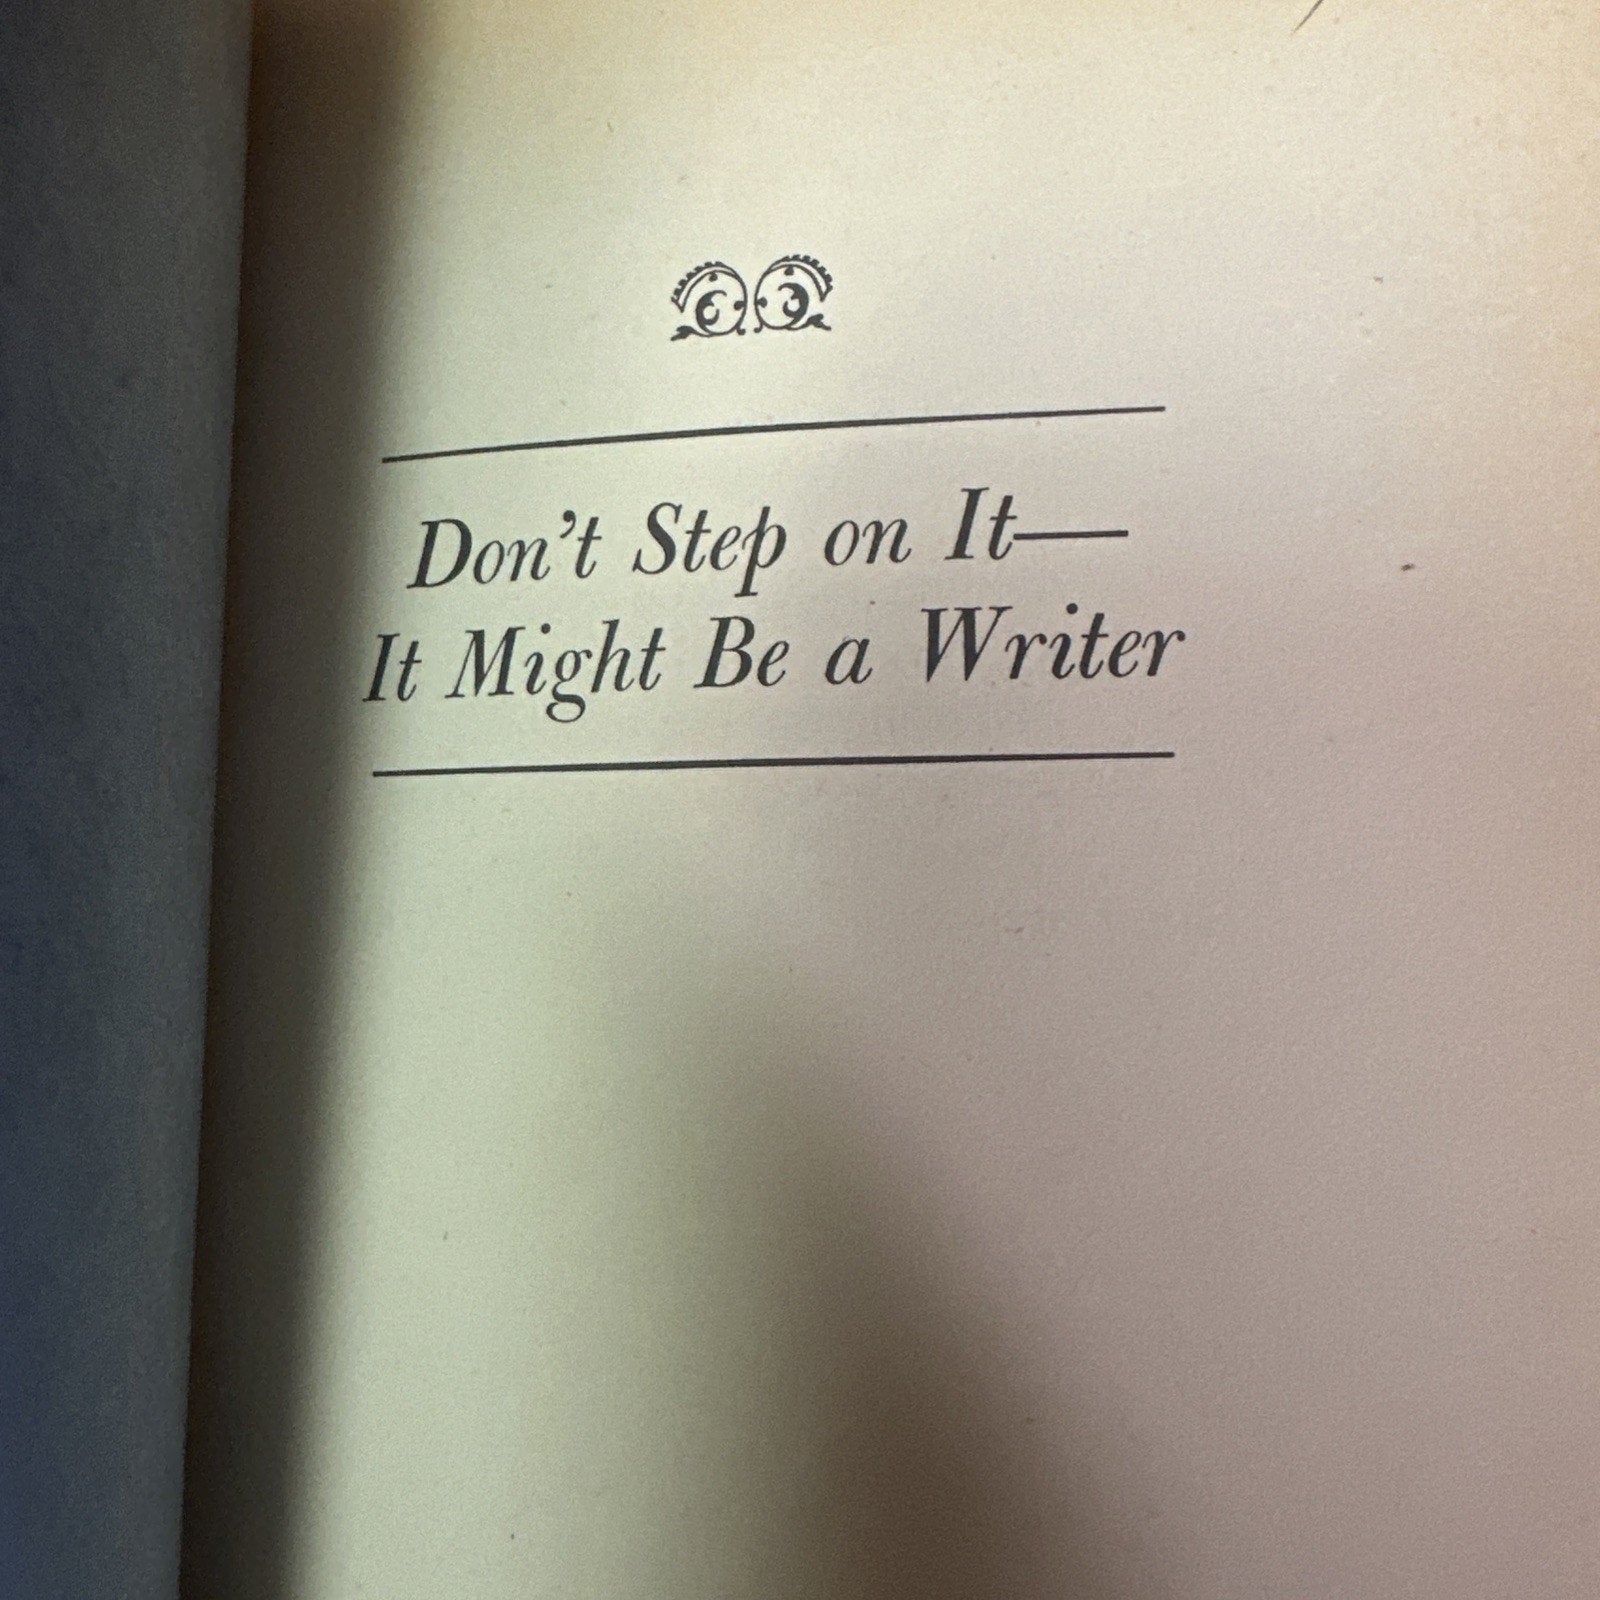 Don't Step on It—
It Might Be a Writer